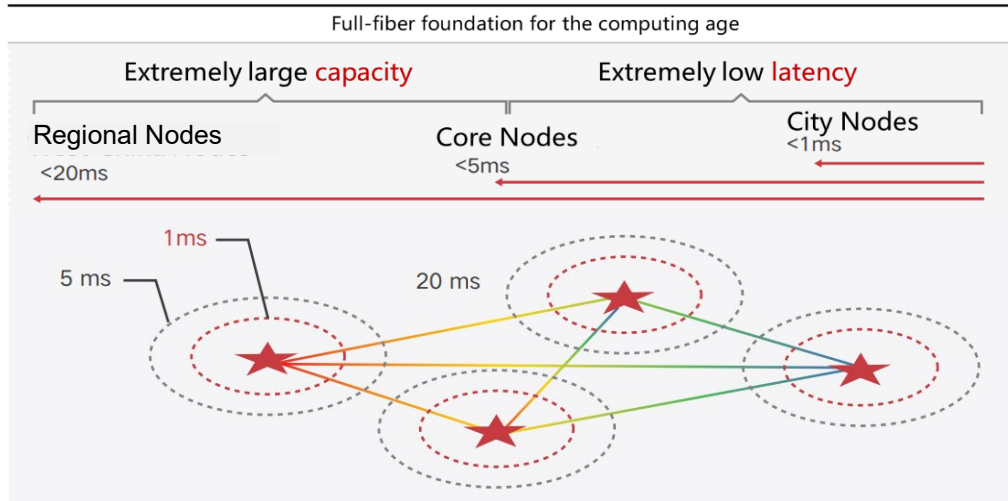 Full-fiber foundation for the computing age
Extremely large capacity
Extremely low latency
Regional Nodes
Core Nodes
City Nodes
<20ms
<5ms
<1ms
1ms
5 ms
20 ms